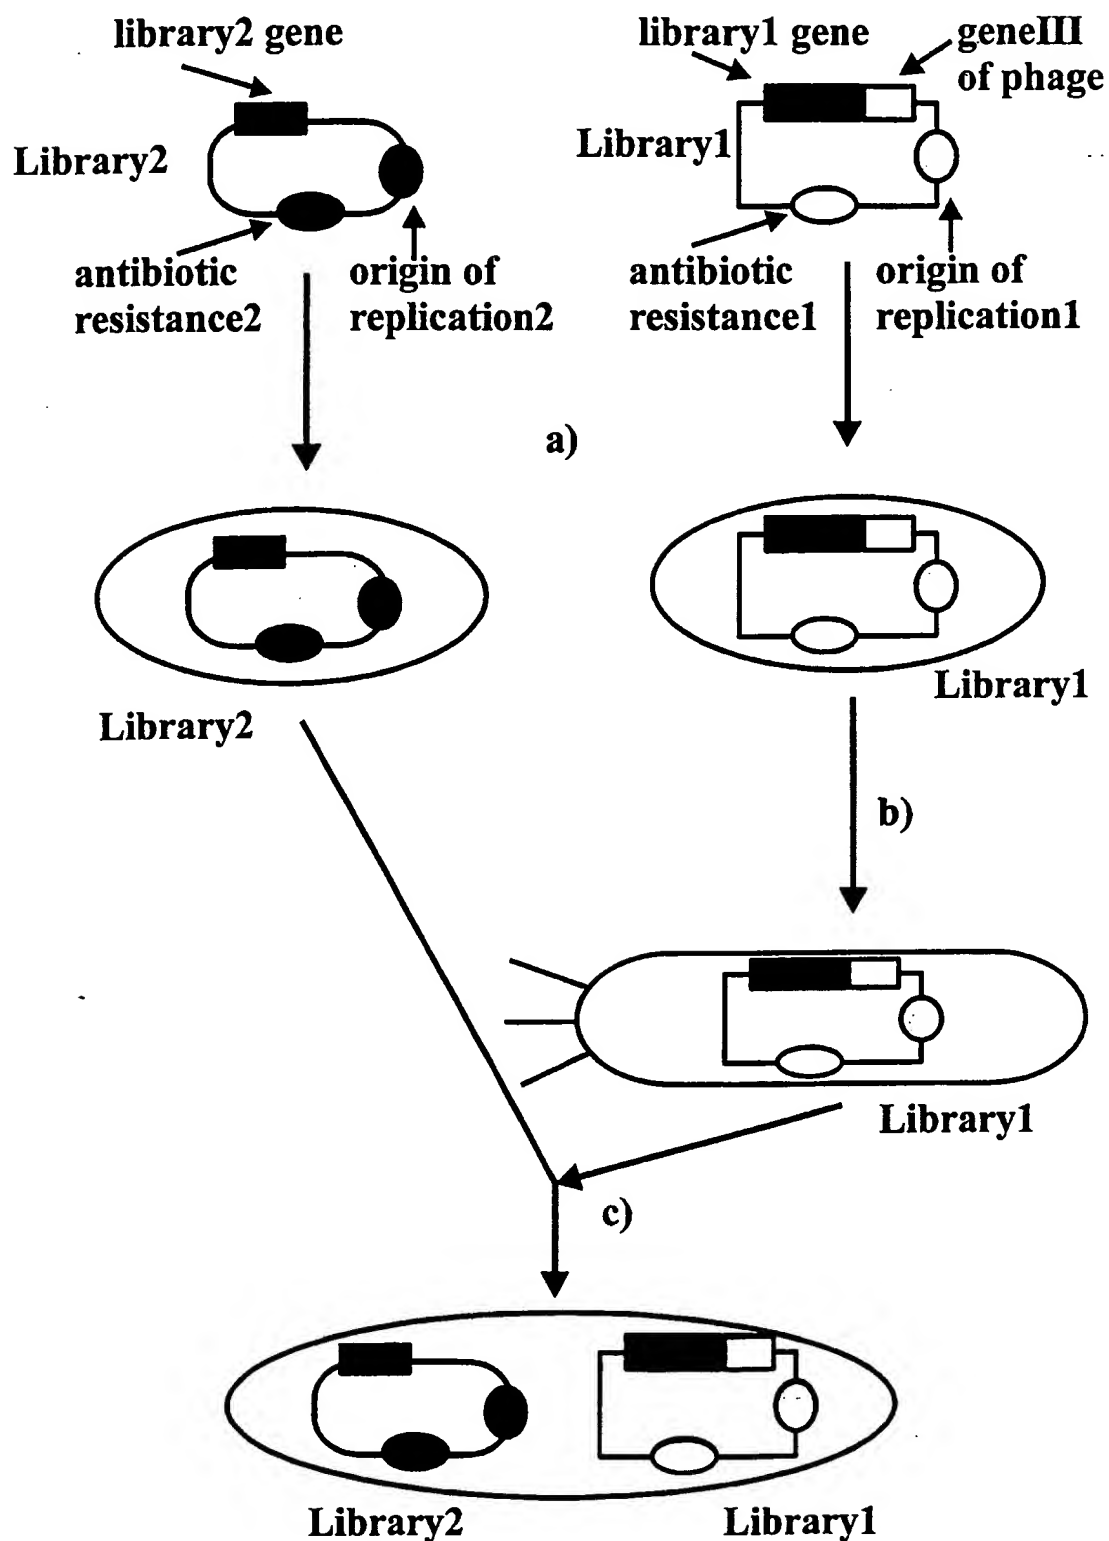 library2 gene
library1 gene
geneIII
of phage
Library2
Library1
antibiotic
resistance2
origin of
replication2
antibiotic
resistance1
origin of
replication1
a)
Library2
Library1
b)
Library1
c)
Library2
Library1